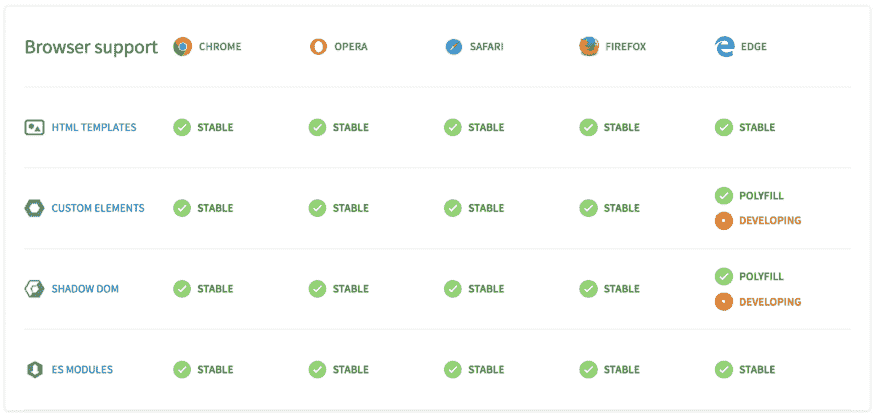 Browser support CHROME OPERA SAFARI FIREFOX EDGE
HTML TEMPLATES STABLE STABLE STABLE STABLE STABLE
CUSTOM ELEMENTS STABLE STABLE STABLE STABLE POLYFILL
DEVELOPING
SHADOW DOM STABLE STABLE STABLE STABLE POLYFILL
DEVELOPING
ES MODULES STABLE STABLE STABLE STABLE STABLE